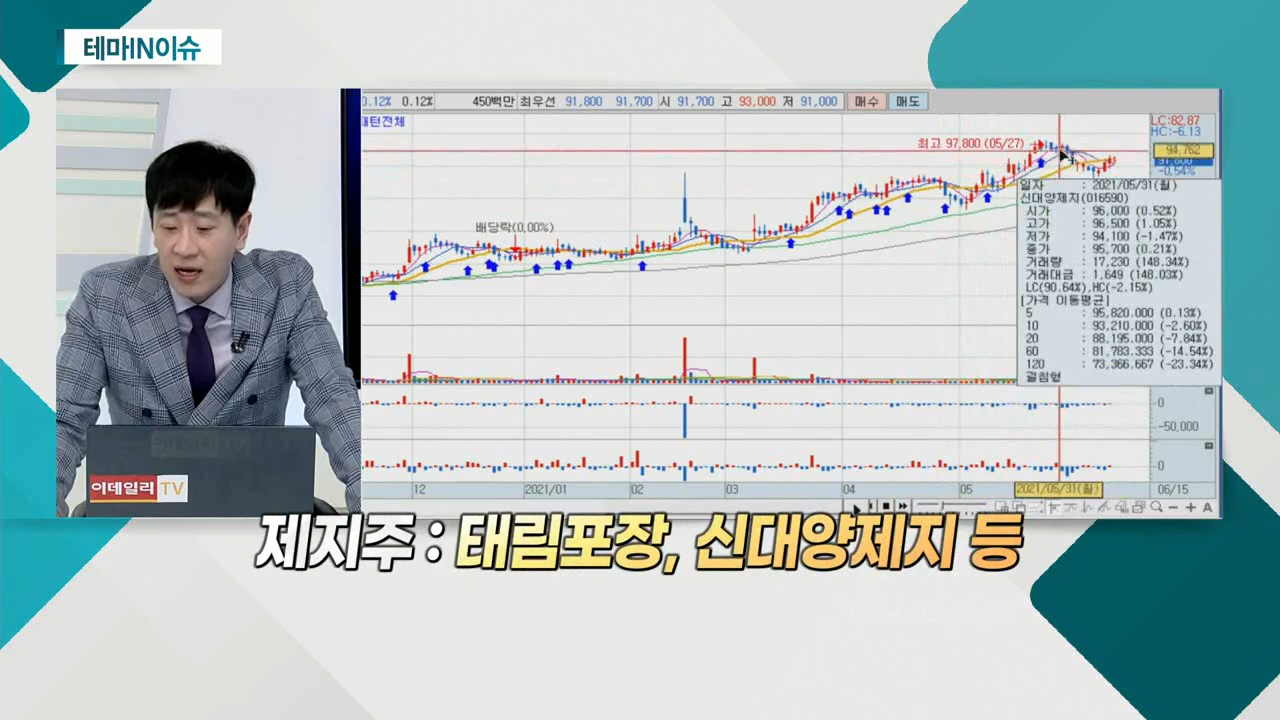 테마IN이슈
0.12% 0.12% 450백만 최우선 91,800 91,700 시 91,700 고 93,000 저 91,000 매수 매도
패턴전체
LC:82.87
HC:-6.13
최고 97,800 (05/27)
94,762
91,800
-0.54%
배당락(0,00%)
일자 : 2021/05/31(월)
신대양제지(016590)
시가 : 96,000 (0.52%)
고가 : 96,500 (1.05%)
저가 : 94,100 (-1.47%)
종가 : 95,700 (0.21%)
거래량 : 17,230 (148.34%)
거래대금 : 1,649 (148.03%)
LC(90.64%),HC(-2.15%)
[가격 이동평균]
5 : 95,820.000 (0.13%)
10 : 93,210.000 (-2.60%)
20 : 88,195.000 (-7.84%)
60 : 81,783.333 (-14.54%)
120 : 73,366.667 (-23.34%)
결침형
0
-50,000
0
12 2021/01 02 03 04 05 2021/05/31(월) 06/15
이데일리 TV
제지주 : 태림포장, 신대양제지 등